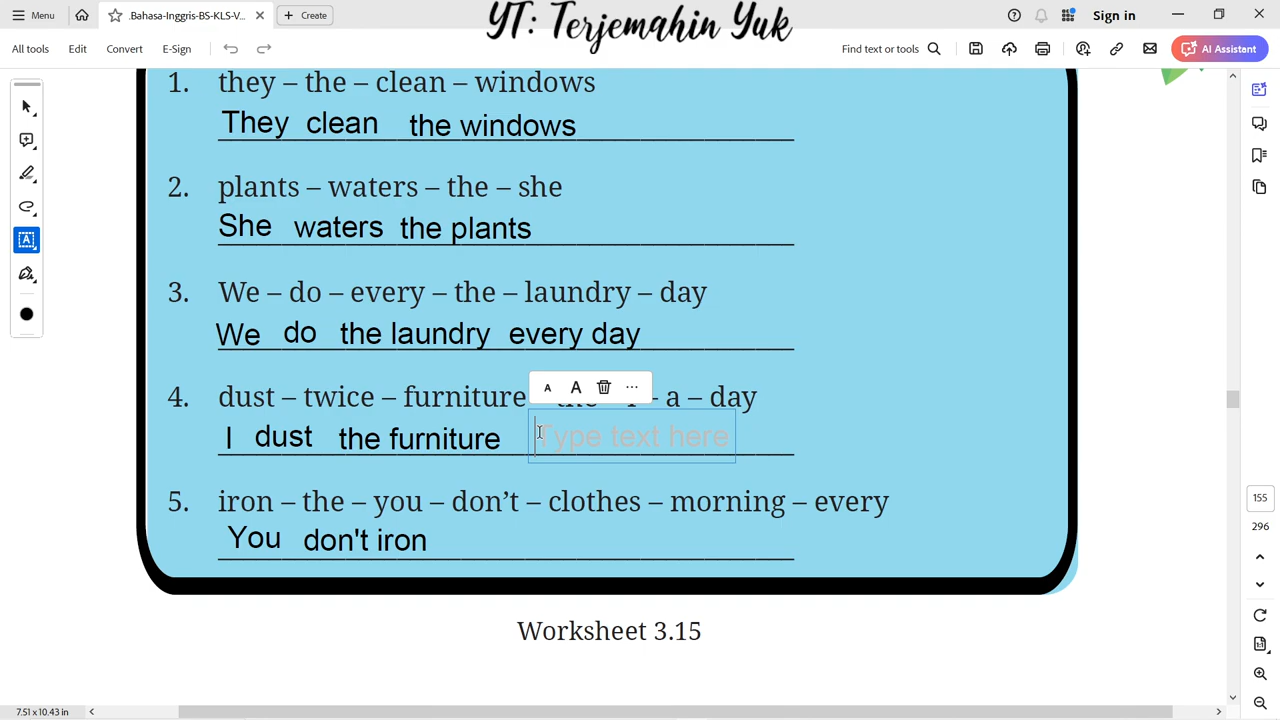 .Bahasa-Inggris-BS-KLS-V...
Create
YT: Terjemahin Yuk
Sign in
Menu
All tools
Edit
Convert
E-Sign
Find text or tools
AI Assistant
1. they – the – clean – windows
They clean the windows
2. plants – waters – the – she
She waters the plants
3. We – do – every – the – laundry – day
We do the laundry every day
4. dust – twice – furniture – a – day
I dust the furniture Type text here
5. iron – the – you – don't – clothes – morning – every
You don't iron
Worksheet 3.15
155
296
7.51 x 10.43 in